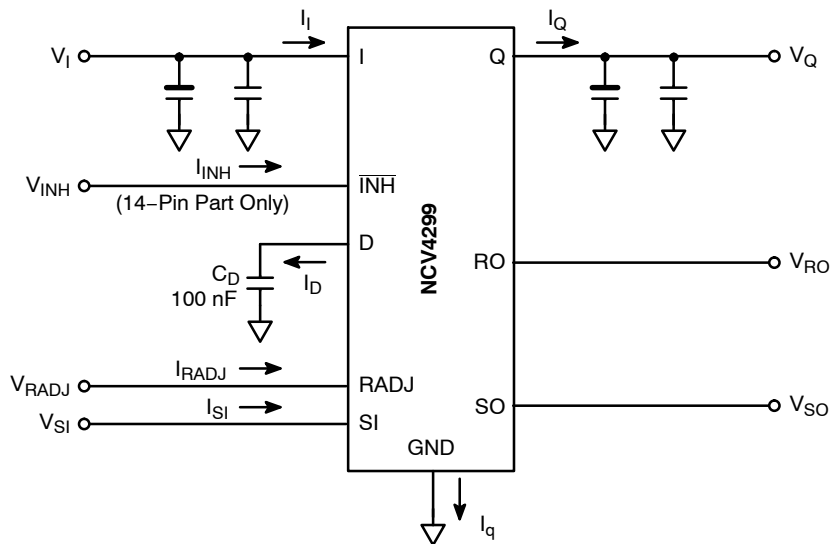 I_I
I_Q
V_I
I
Q
V_Q
I_INH
V_INH
INH
(14−Pin Part Only)
NCV4299
D
C_D
100 nF
I_D
RO
V_RO
I_RADJ
V_RADJ
RADJ
I_SI
V_SI
SI
SO
V_SO
GND
I_q